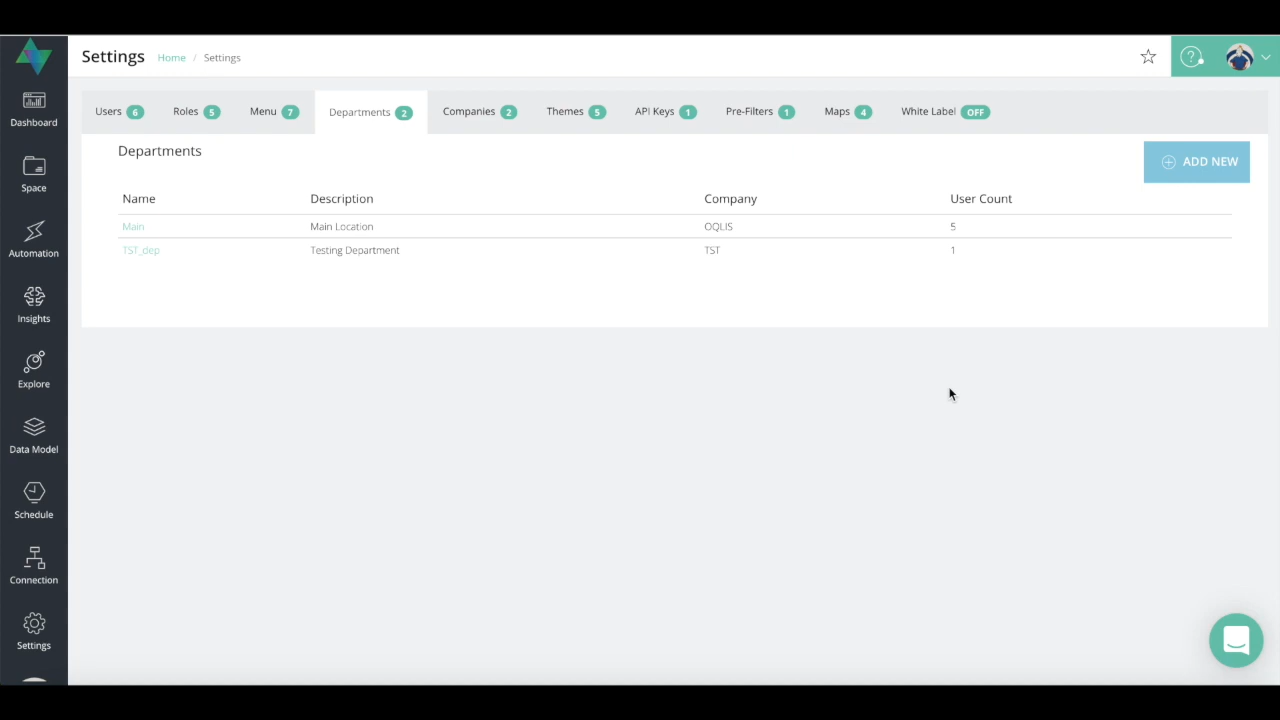 Settings Home / Settings
Users 6 Roles 5 Menu 7 Departments 2 Companies 2 Themes 5 API Keys 1 Pre-Filters 1 Maps 4 White Label OFF
Departments
ADD NEW
Name Description Company User Count
Main Main Location OQLIS 5
TST_dep Testing Department TST 1
Dashboard
Space
Automation
Insights
Explore
Data Model
Schedule
Connection
Settings